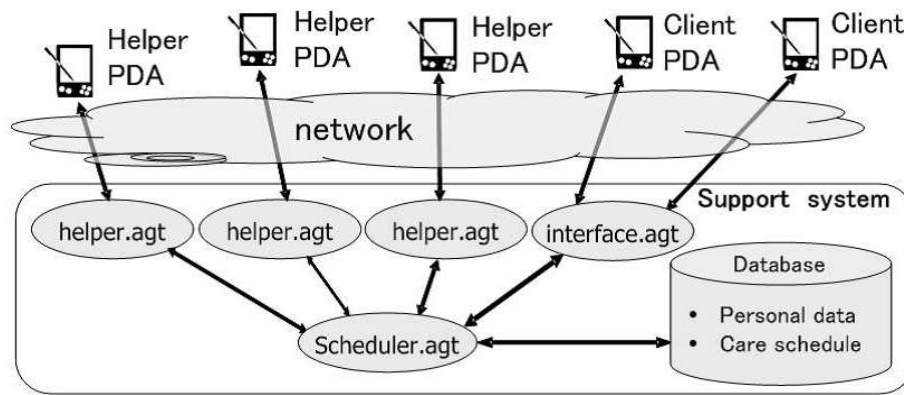 Helper
PDA
Helper
PDA
Helper
PDA
Client
PDA
Client
PDA
network
Support system
helper.agt
helper.agt
helper.agt
interface.agt
Database
• Personal data
• Care schedule
Scheduler.agt